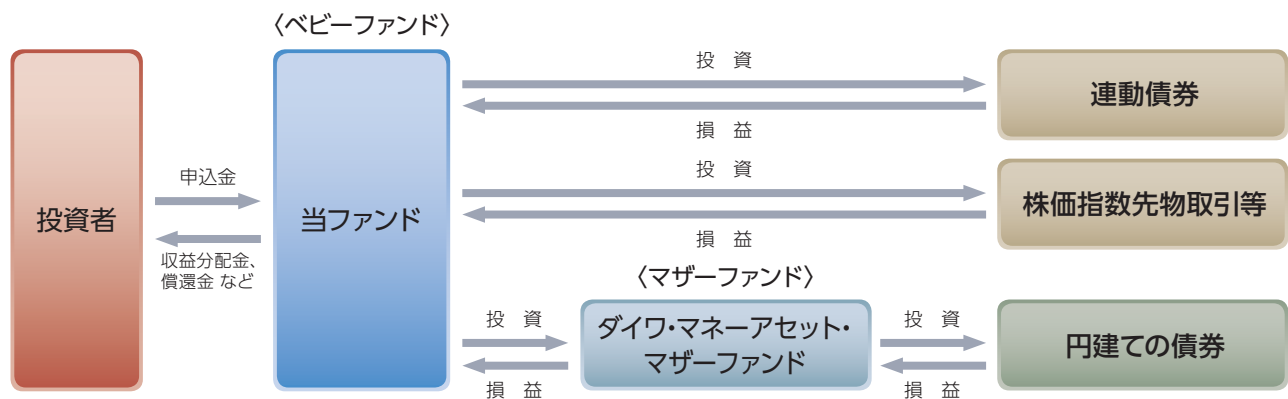 〈ベビーファンド〉
投資者
申込金
収益分配金、
償還金 など
当ファンド
投　資
損　益
連動債券
投　資
損　益
株価指数先物取引等
〈マザーファンド〉
投　資
損　益
ダイワ・マネーアセット・
マザーファンド
投　資
損　益
円建ての債券